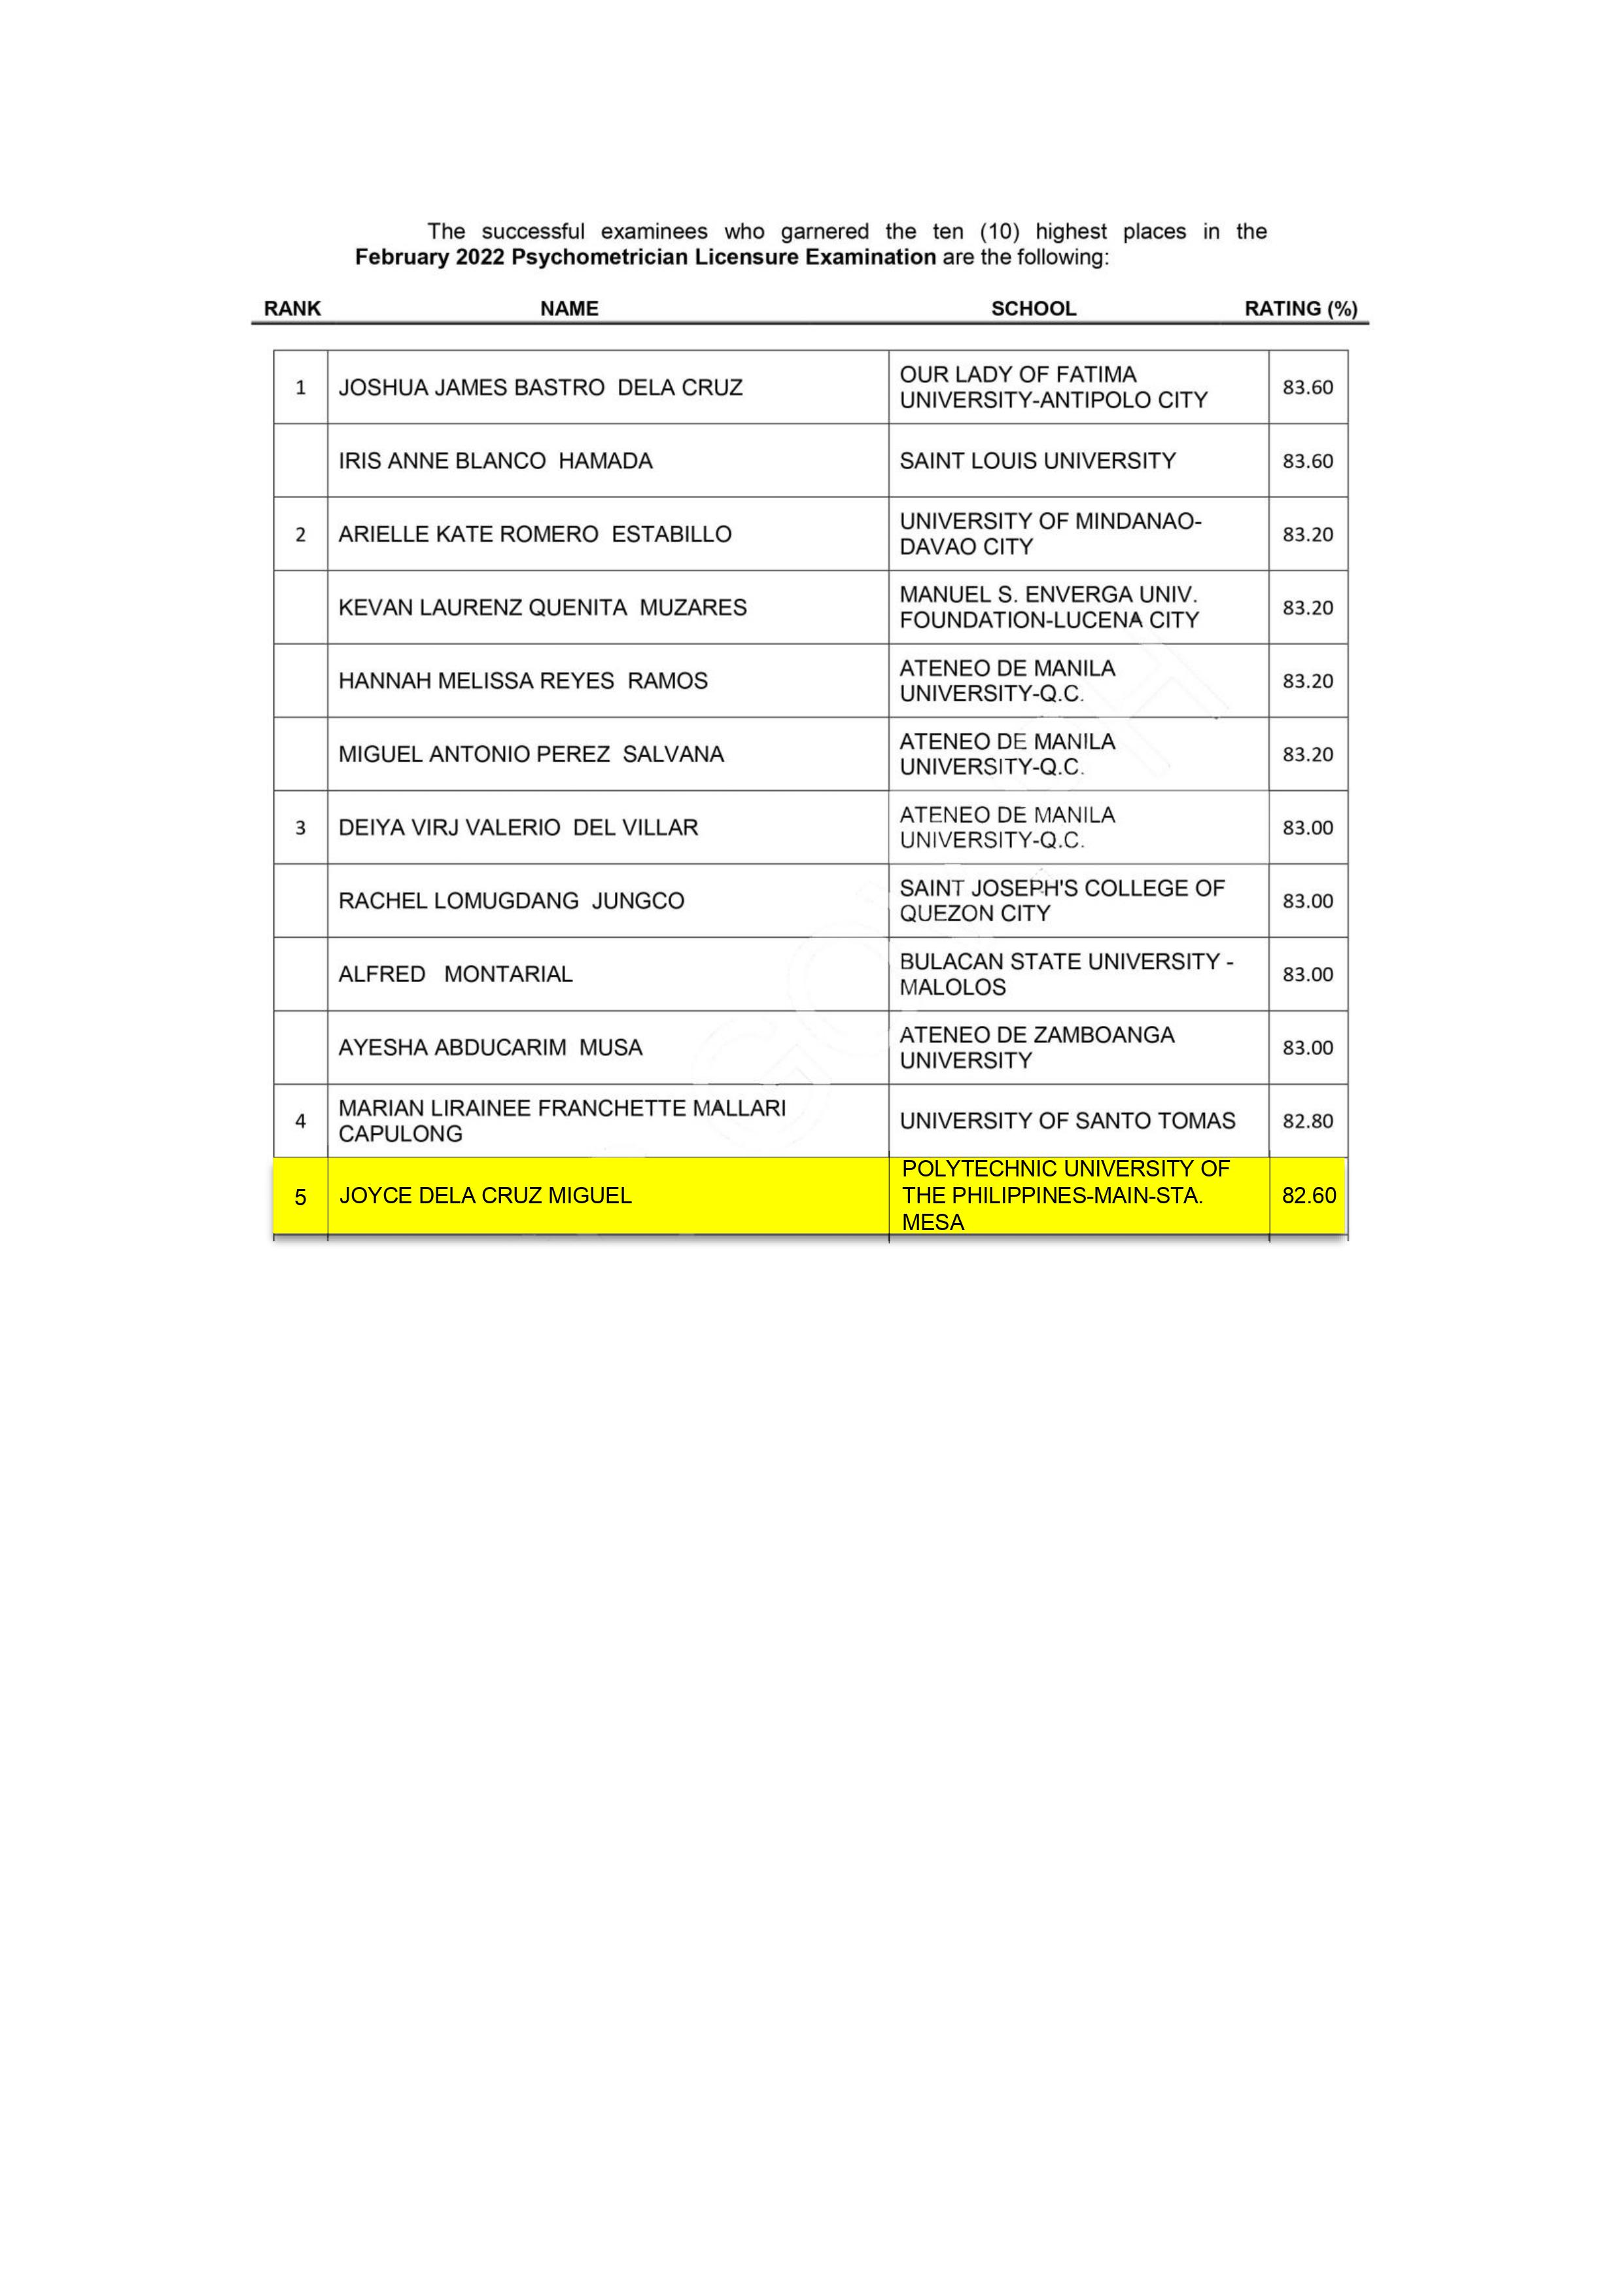 The successful examinees who garnered the ten (10) highest places in the
February 2022 Psychometrician Licensure Examination are the following:
RANK NAME SCHOOL RATING (%)
1 JOSHUA JAMES BASTRO DELA CRUZ OUR LADY OF FATIMA
UNIVERSITY-ANTIPOLO CITY 83.60
IRIS ANNE BLANCO HAMADA SAINT LOUIS UNIVERSITY 83.60
2 ARIELLE KATE ROMERO ESTABILLO UNIVERSITY OF MINDANAO-
DAVAO CITY 83.20
KEVAN LAURENZ QUENITA MUZARES MANUEL S. ENVERGA UNIV.
FOUNDATION-LUCENA CITY 83.20
HANNAH MELISSA REYES RAMOS ATENEO DE MANILA
UNIVERSITY-Q.C. 83.20
MIGUEL ANTONIO PEREZ SALVANA ATENEO DE MANILA
UNIVERSITY-Q.C. 83.20
3 DEIYA VIRJ VALERIO DEL VILLAR ATENEO DE MANILA
UNIVERSITY-Q.C. 83.00
RACHEL LOMUGDANG JUNGCO SAINT JOSEPH'S COLLEGE OF
QUEZON CITY 83.00
ALFRED MONTARIAL BULACAN STATE UNIVERSITY -
MALOLOS 83.00
AYESHA ABDUCARIM MUSA ATENEO DE ZAMBOANGA
UNIVERSITY 83.00
4 MARIAN LIRAINEE FRANCHETTE MALLARI
CAPULONG UNIVERSITY OF SANTO TOMAS 82.80
5 JOYCE DELA CRUZ MIGUEL POLYTECHNIC UNIVERSITY OF
THE PHILIPPINES-MAIN-STA.
MESA 82.60